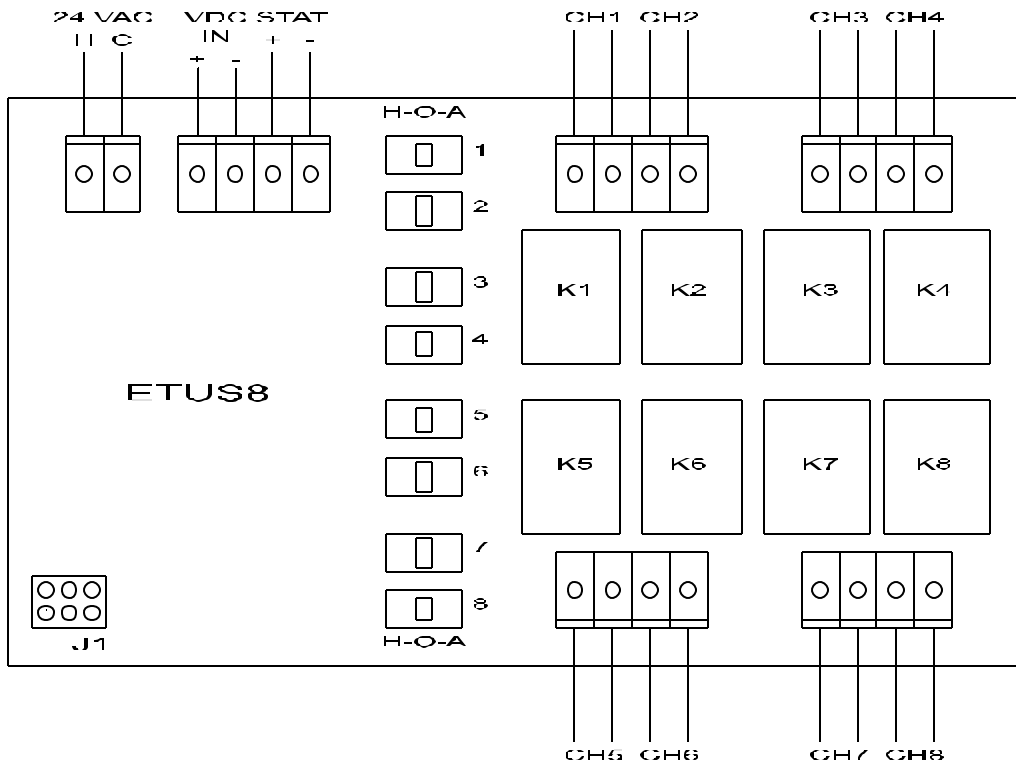 24 VAC VDC STAT CH1 CH2 CH3 CH4
H C IN + -
+ -
H-O-A
1
2
3
K1 K2 K3 K4
4
ETUS8
5
K5 K6 K7 K8
6
7
8
J1 H-O-A
CH5 CH6 CH7 CH8